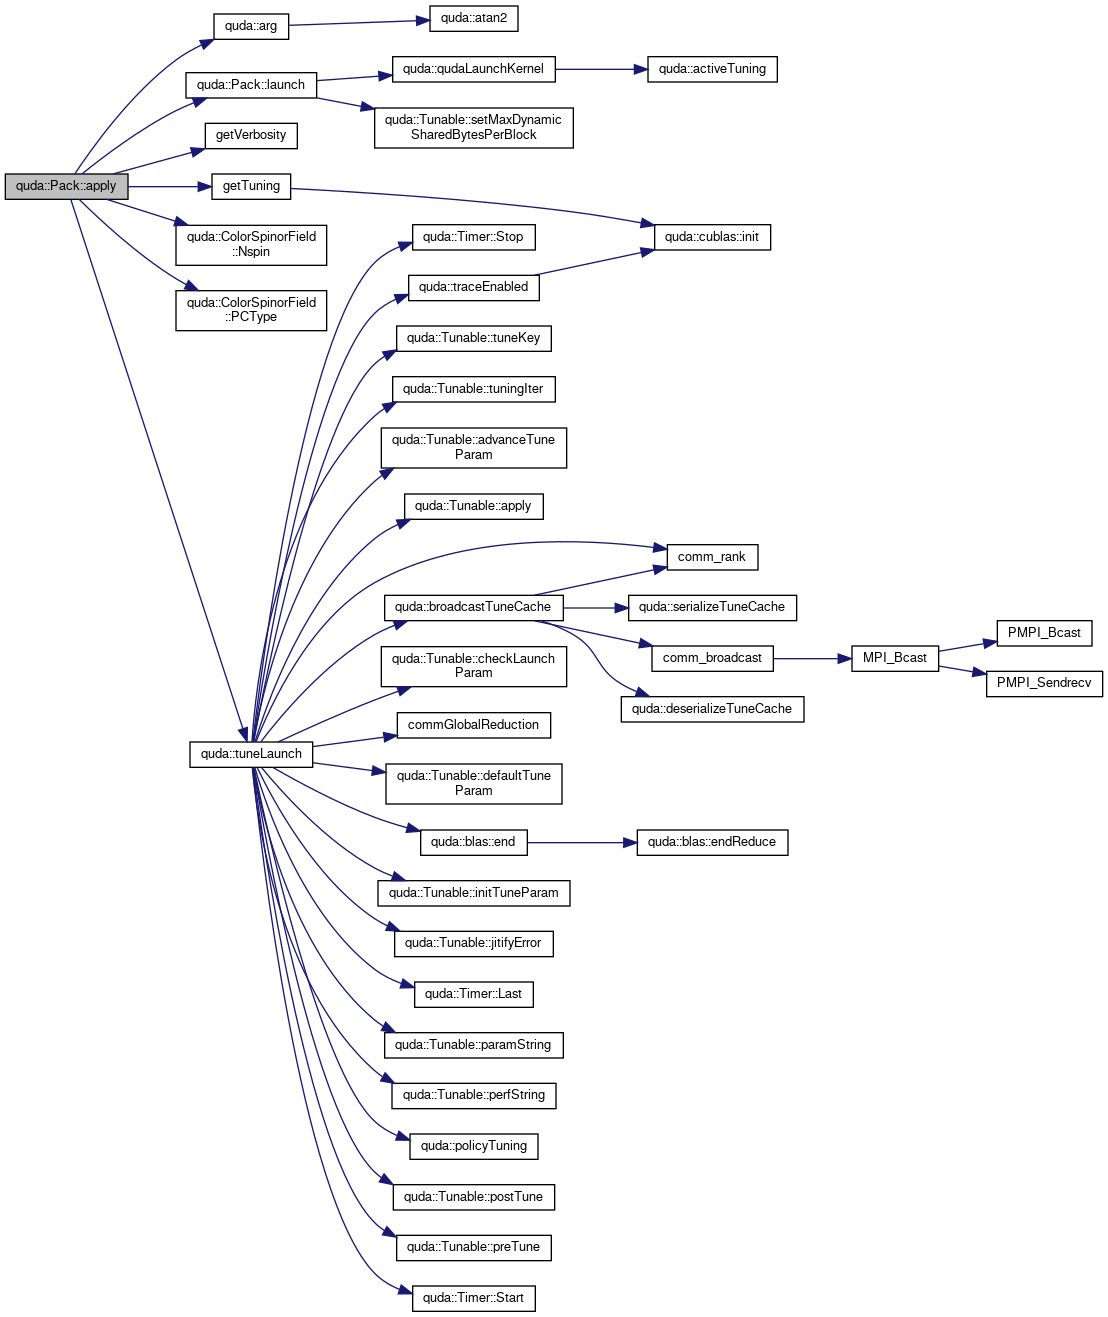 quda::Pack::apply
quda::arg
quda::atan2
quda::Pack::launch
quda::qudaLaunchKernel
quda::activeTuning
quda::Tunable::setMaxDynamic
SharedBytesPerBlock
getVerbosity
getTuning
quda::cublas::init
quda::ColorSpinorField
::Nspin
quda::ColorSpinorField
::PCType
quda::tuneLaunch
quda::Timer::Stop
quda::traceEnabled
quda::Tunable::tuneKey
quda::Tunable::tuningIter
quda::Tunable::advanceTune
Param
quda::Tunable::apply
comm_rank
quda::broadcastTuneCache
quda::serializeTuneCache
comm_broadcast
MPI_Bcast
PMPI_Bcast
PMPI_Sendrecv
quda::deserializeTuneCache
quda::Tunable::checkLaunch
Param
commGlobalReduction
quda::Tunable::defaultTune
Param
quda::blas::end
quda::blas::endReduce
quda::Tunable::initTuneParam
quda::Tunable::jitifyError
quda::Timer::Last
quda::Tunable::paramString
quda::Tunable::perfString
quda::policyTuning
quda::Tunable::postTune
quda::Tunable::preTune
quda::Timer::Start